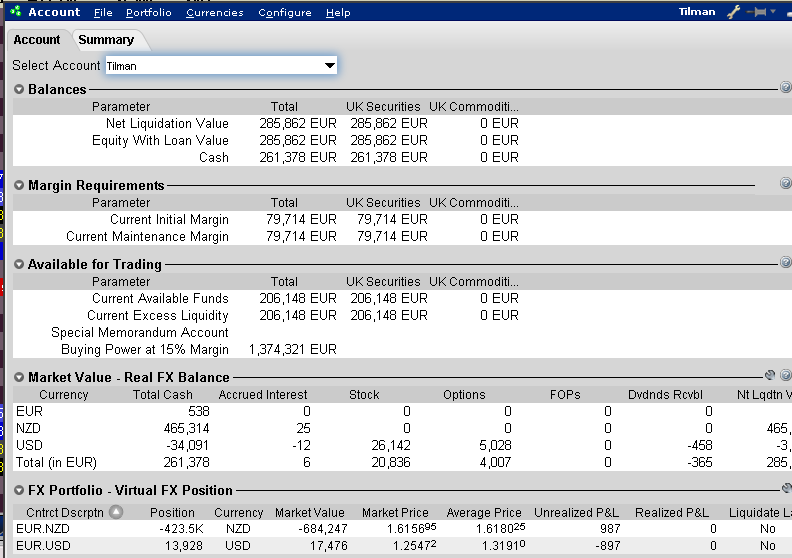 Account File Portfolio Currencies Configure Help Tilman
Account Summary
Select Account Tilman
Balances
Parameter Total UK Securities UK Commoditi...
Net Liquidation Value 285,862 EUR 285,862 EUR 0 EUR
Equity With Loan Value 285,862 EUR 285,862 EUR 0 EUR
Cash 261,378 EUR 261,378 EUR 0 EUR
Margin Requirements
Parameter Total UK Securities UK Commoditi...
Current Initial Margin 79,714 EUR 79,714 EUR 0 EUR
Current Maintenance Margin 79,714 EUR 79,714 EUR 0 EUR
Available for Trading
Parameter Total UK Securities UK Commoditi...
Current Available Funds 206,148 EUR 206,148 EUR 0 EUR
Current Excess Liquidity 206,148 EUR 206,148 EUR 0 EUR
Special Memorandum Account
Buying Power at 15% Margin 1,374,321 EUR
Market Value - Real FX Balance
Currency Total Cash Accrued Interest Stock Options FOPs Dvdnds Rcvbl Nt Lqdtn V
EUR 538 0 0 0 0 0
NZD 465,314 25 0 0 0 0 465,
USD -34,091 -12 26,142 5,028 0 -458 -3,
Total (in EUR) 261,378 6 20,836 4,007 0 -365 285,
FX Portfolio - Virtual FX Position
Cntrct Dscrptn Position Currency Market Value Market Price Average Price Unrealized P&L Realized P&L Liquidate La
EUR.NZD -423.5K NZD -684,247 1.615695 1.618025 987 0 No
EUR.USD 13,928 USD 17,476 1.25472 1.31910 -897 0 No